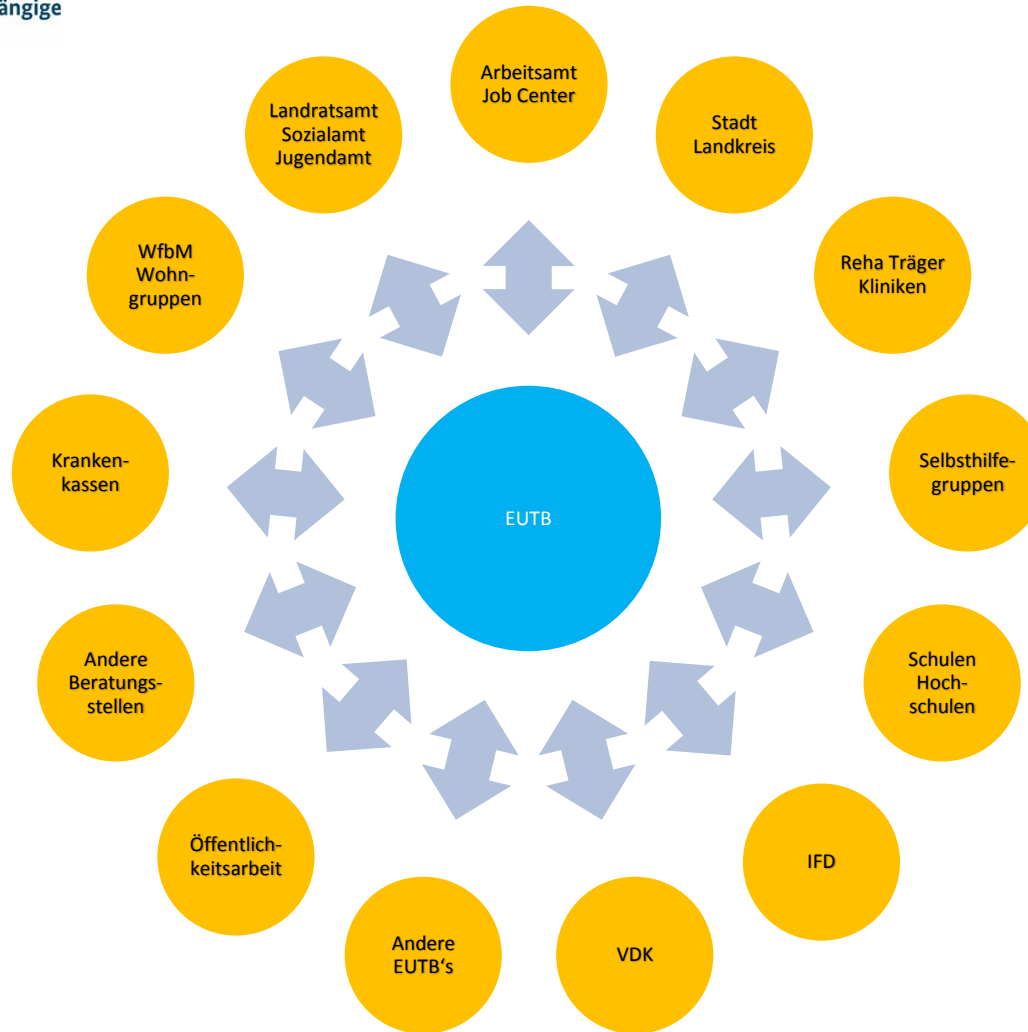 ängige
Arbeitsamt
Job Center
Stadt
Landkreis
Reha Träger
Kliniken
Selbsthilfe-
gruppen
Schulen
Hoch-
schulen
IFD
VDK
Andere
EUTB‘s
Öffentlich-
keitsarbeit
Andere
Beratungs-
stellen
Kranken-
kassen
WfbM
Wohn-
gruppen
Landratsamt
Sozialamt
Jugendamt
EUTB